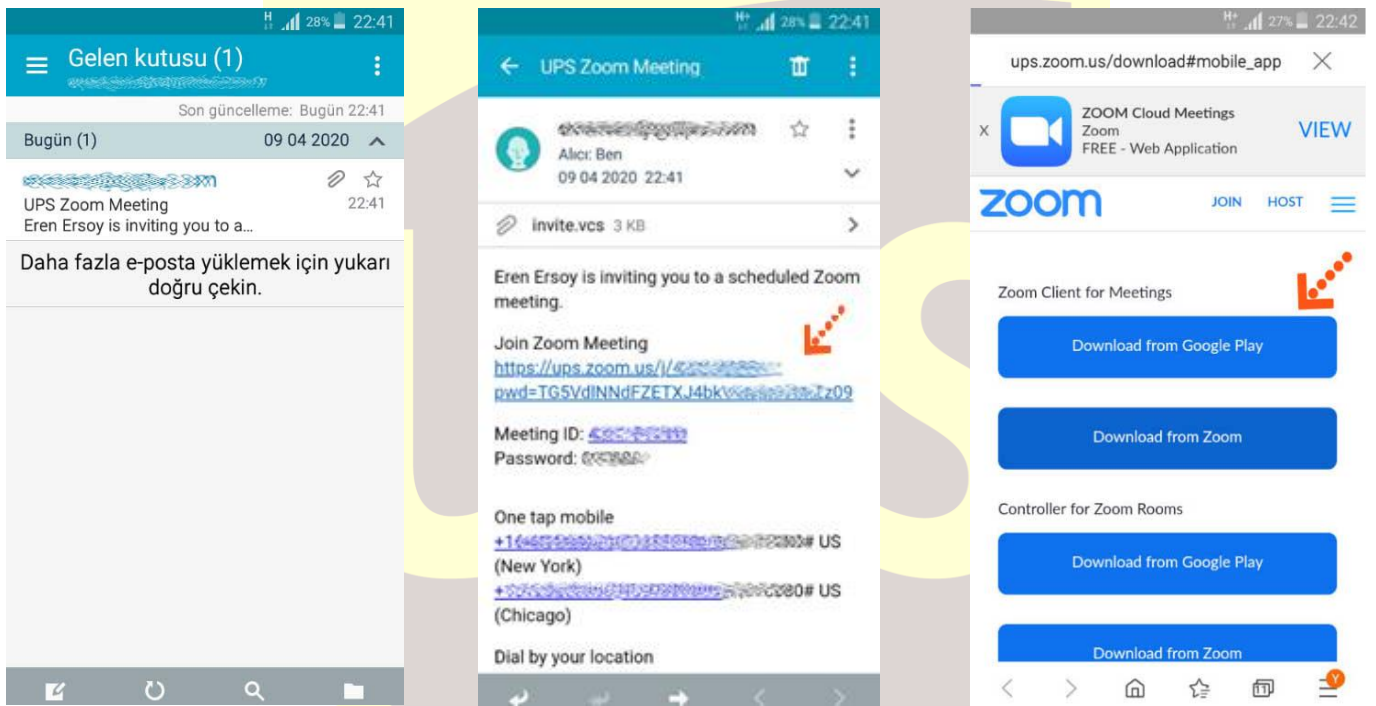 28% 22:41
Gelen kutusu (1)
Son güncelleme: Bugün 22:41
Bugün (1) 09 04 2020
UPS Zoom Meeting 22:41
Eren Ersoy is inviting you to a...
Daha fazla e-posta yüklemek için yukarı
doğru çekin.
H+ 28% 22:41
UPS Zoom Meeting
Alıcı: Ben
09 04 2020 22:41
invite.vcs 3 KB
Eren Ersoy is inviting you to a scheduled Zoom
meeting.
Join Zoom Meeting
https://ups.zoom.us/j/
Meeting ID:
Password:
One tap mobile
US
(New York)
US
(Chicago)
Dial by your location
H+ 27% 22:42
ups.zoom.us/download#mobile_app
x ZOOM Cloud Meetings
Zoom
FREE - Web Application
VIEW
zoom JOIN HOST
Zoom Client for Meetings
Download from Google Play
Download from Zoom
Controller for Zoom Rooms
Download from Google Play
Download from Zoom
11 Y